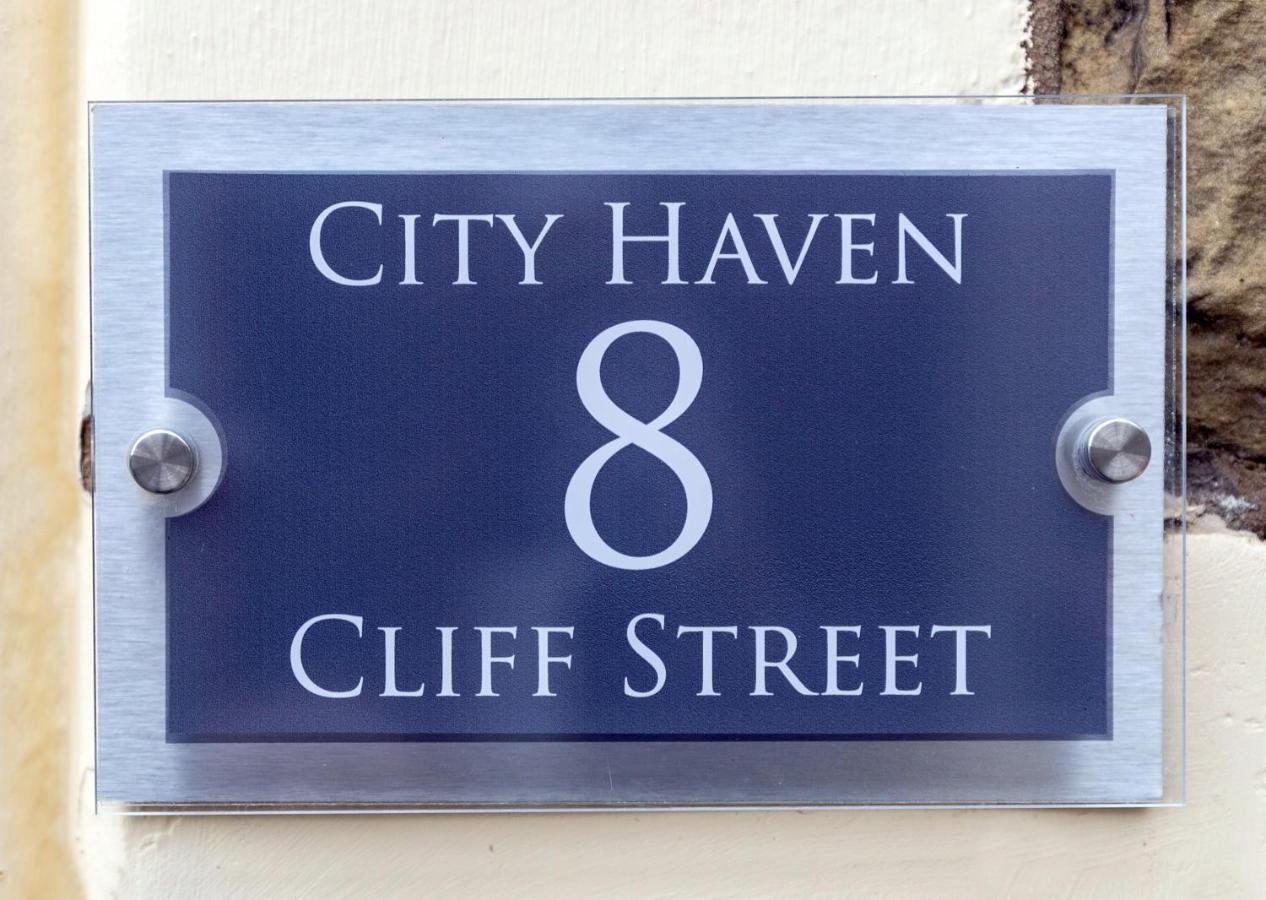 City Haven
8
Cliff Street